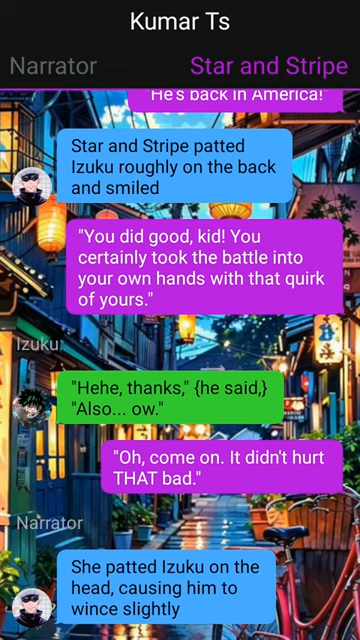 Kumar Ts
Narrator
Star and Stripe
"He's back in America!"
Star and Stripe patted
Izuku roughly on the back
and smiled
"You did good, kid! You
certainly took the battle into
your own hands with that quirk
of yours."
Izuku
"Hehe, thanks," {he said,}
"Also... ow."
"Oh, come on. It didn't hurt
THAT bad."
Narrator
She patted Izuku on the
head, causing him to
wince slightly